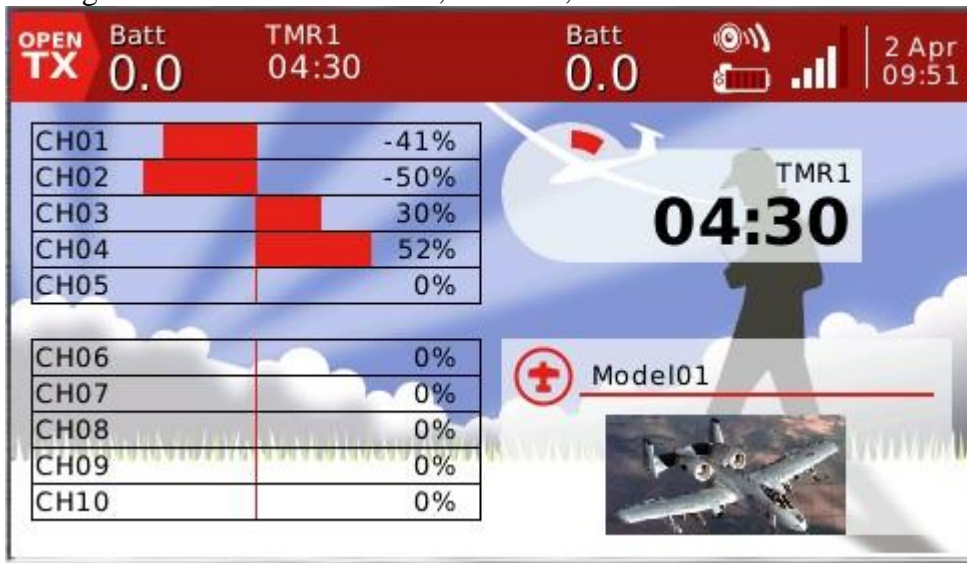 OPEN TX
Batt
0.0
TMR1
04:30
Batt
0.0
2 Apr
09:51
CH01 -41%
CH02 -50%
CH03 30%
CH04 52%
CH05 0%
TMR1
04:30
CH06 0%
CH07 0%
CH08 0%
CH09 0%
CH10 0%
Model01